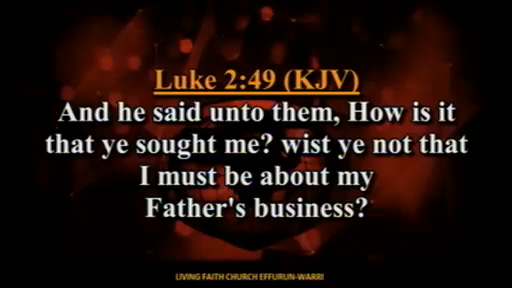 Luke 2:49 (KJV)
And he said unto them, How is it
that ye sought me? wist ye not that
I must be about my
Father's business?
LIVING FAITH CHURCH EFFURUN-WARRI